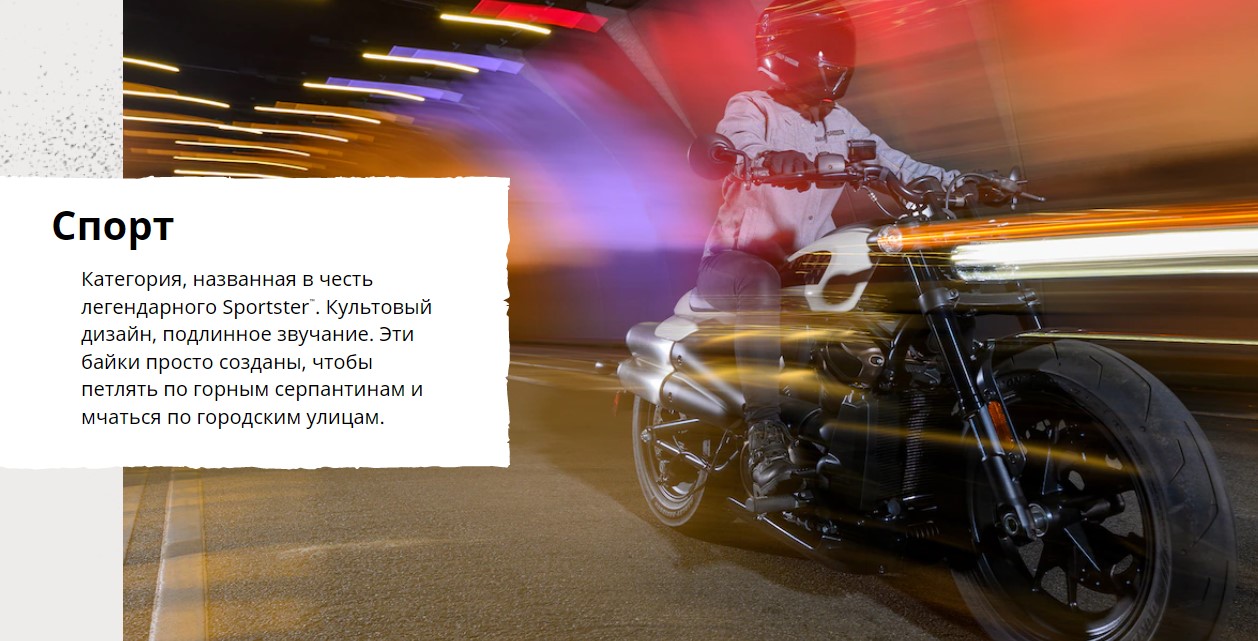 Спорт
Категория, названная в честь
легендарного Sportster™. Культовый
дизайн, подлинное звучание. Эти
байки просто созданы, чтобы
петлять по горным серпантинам и
мчаться по городским улицам.